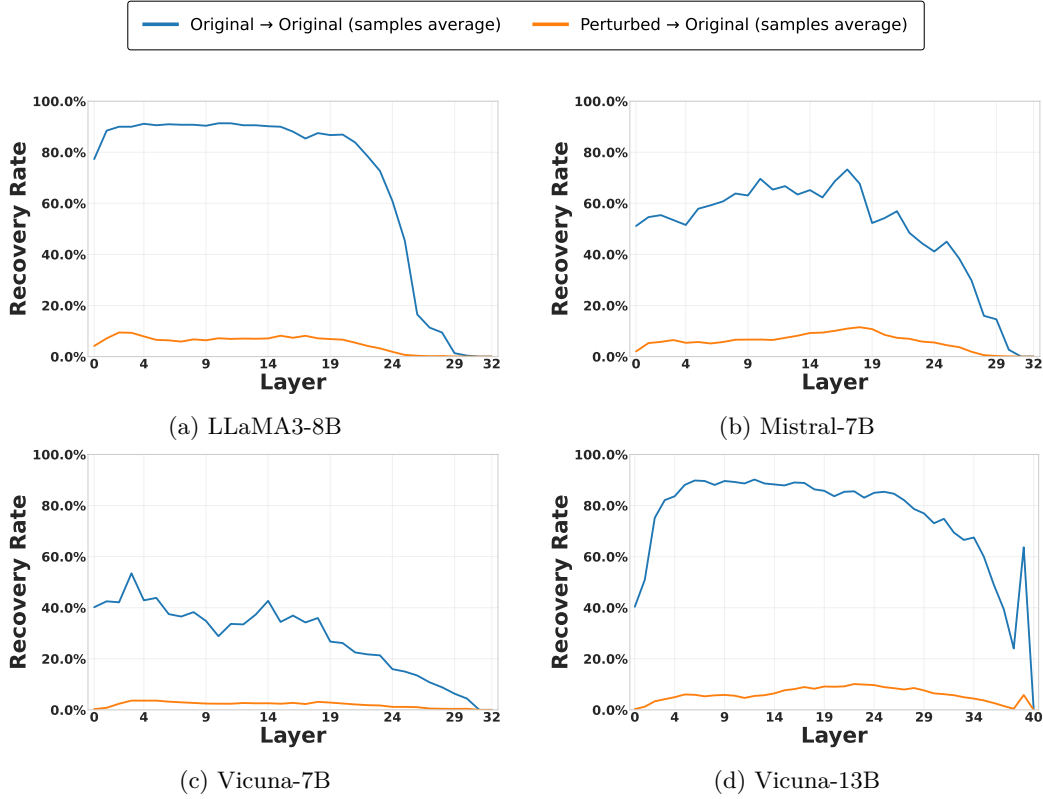 Original → Original (samples average)
Perturbed → Original (samples average)
100.0%
80.0%
60.0%
40.0%
20.0%
0.0%
Recovery Rate
0 4 9 14 19 24 29 32
Layer
(a) LLaMA3-8B
100.0%
80.0%
60.0%
40.0%
20.0%
0.0%
Recovery Rate
0 4 9 14 19 24 29 32
Layer
(b) Mistral-7B
100.0%
80.0%
60.0%
40.0%
20.0%
0.0%
Recovery Rate
0 4 9 14 19 24 29 32
Layer
(c) Vicuna-7B
100.0%
80.0%
60.0%
40.0%
20.0%
0.0%
Recovery Rate
0 4 9 14 19 24 29 34 40
Layer
(d) Vicuna-13B